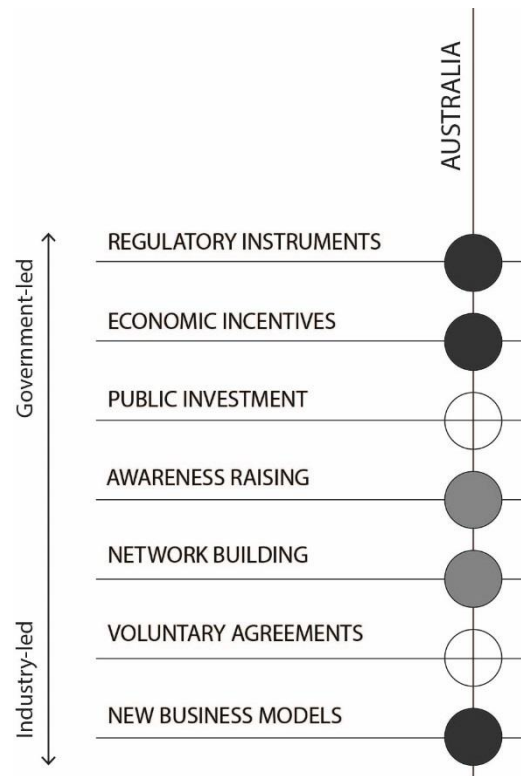 AUSTRALIA
Government-led
Industry-led
REGULATORY INSTRUMENTS
ECONOMIC INCENTIVES
PUBLIC INVESTMENT
AWARENESS RAISING
NETWORK BUILDING
VOLUNTARY AGREEMENTS
NEW BUSINESS MODELS